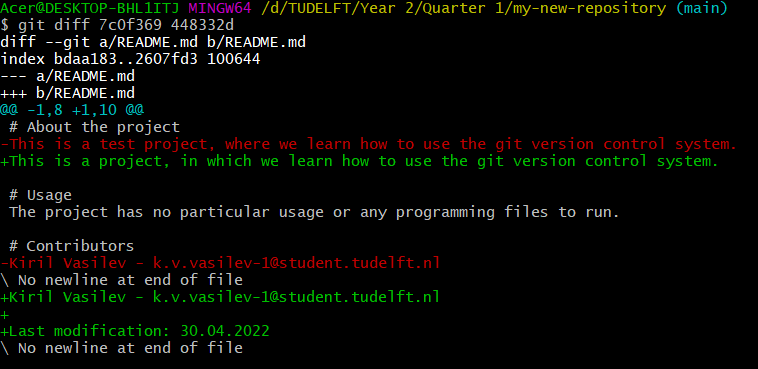 Acer@DESKTOP-BHL1ITJ MINGW64 /d/TUDELFT/Year 2/Quarter 1/my-new-repository (main)
$ git diff 7c0f369 448332d
diff --git a/README.md b/README.md
index bdaa183..2607fd3 100644
--- a/README.md
+++ b/README.md
@@ -1,8 +1,10 @@
 # About the project
-This is a test project, where we learn how to use the git version control system.
+This is a project, in which we learn how to use the git version control system.

 # Usage
 The project has no particular usage or any programming files to run.

 # Contributors
-Kiril Vasilev - k.v.vasilev-1@student.tudelft.nl
\ No newline at end of file
+Kiril Vasilev - k.v.vasilev-1@student.tudelft.nl
+
+Last modification: 30.04.2022
\ No newline at end of file